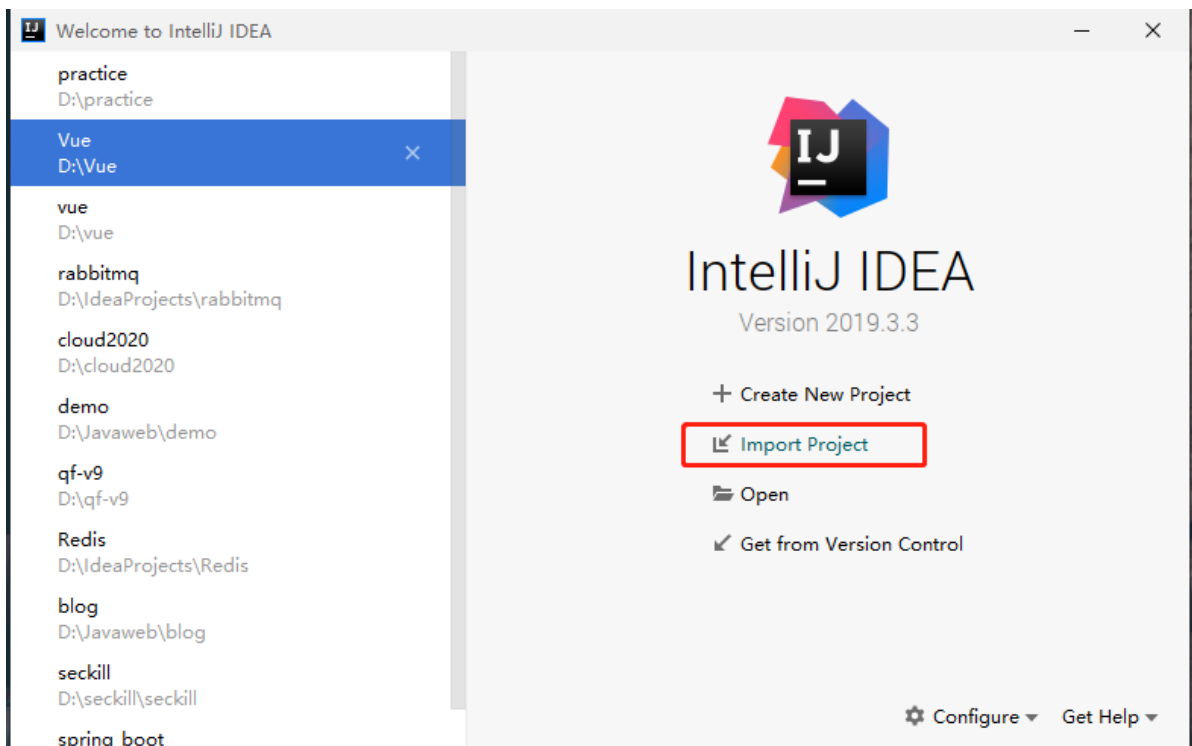 Welcome to IntelliJ IDEA
practice
D:\practice
Vue
D:\Vue
vue
D:\vue
rabbitmq
D:\IdeaProjects\rabbitmq
cloud2020
D:\cloud2020
demo
D:\Javaweb\demo
qf-v9
D:\qf-v9
Redis
D:\IdeaProjects\Redis
blog
D:\Javaweb\blog
seckill
D:\seckill\seckill
spring boot
IJ
IntelliJ IDEA
Version 2019.3.3
Create New Project
Import Project
Open
Get from Version Control
Configure
Get Help